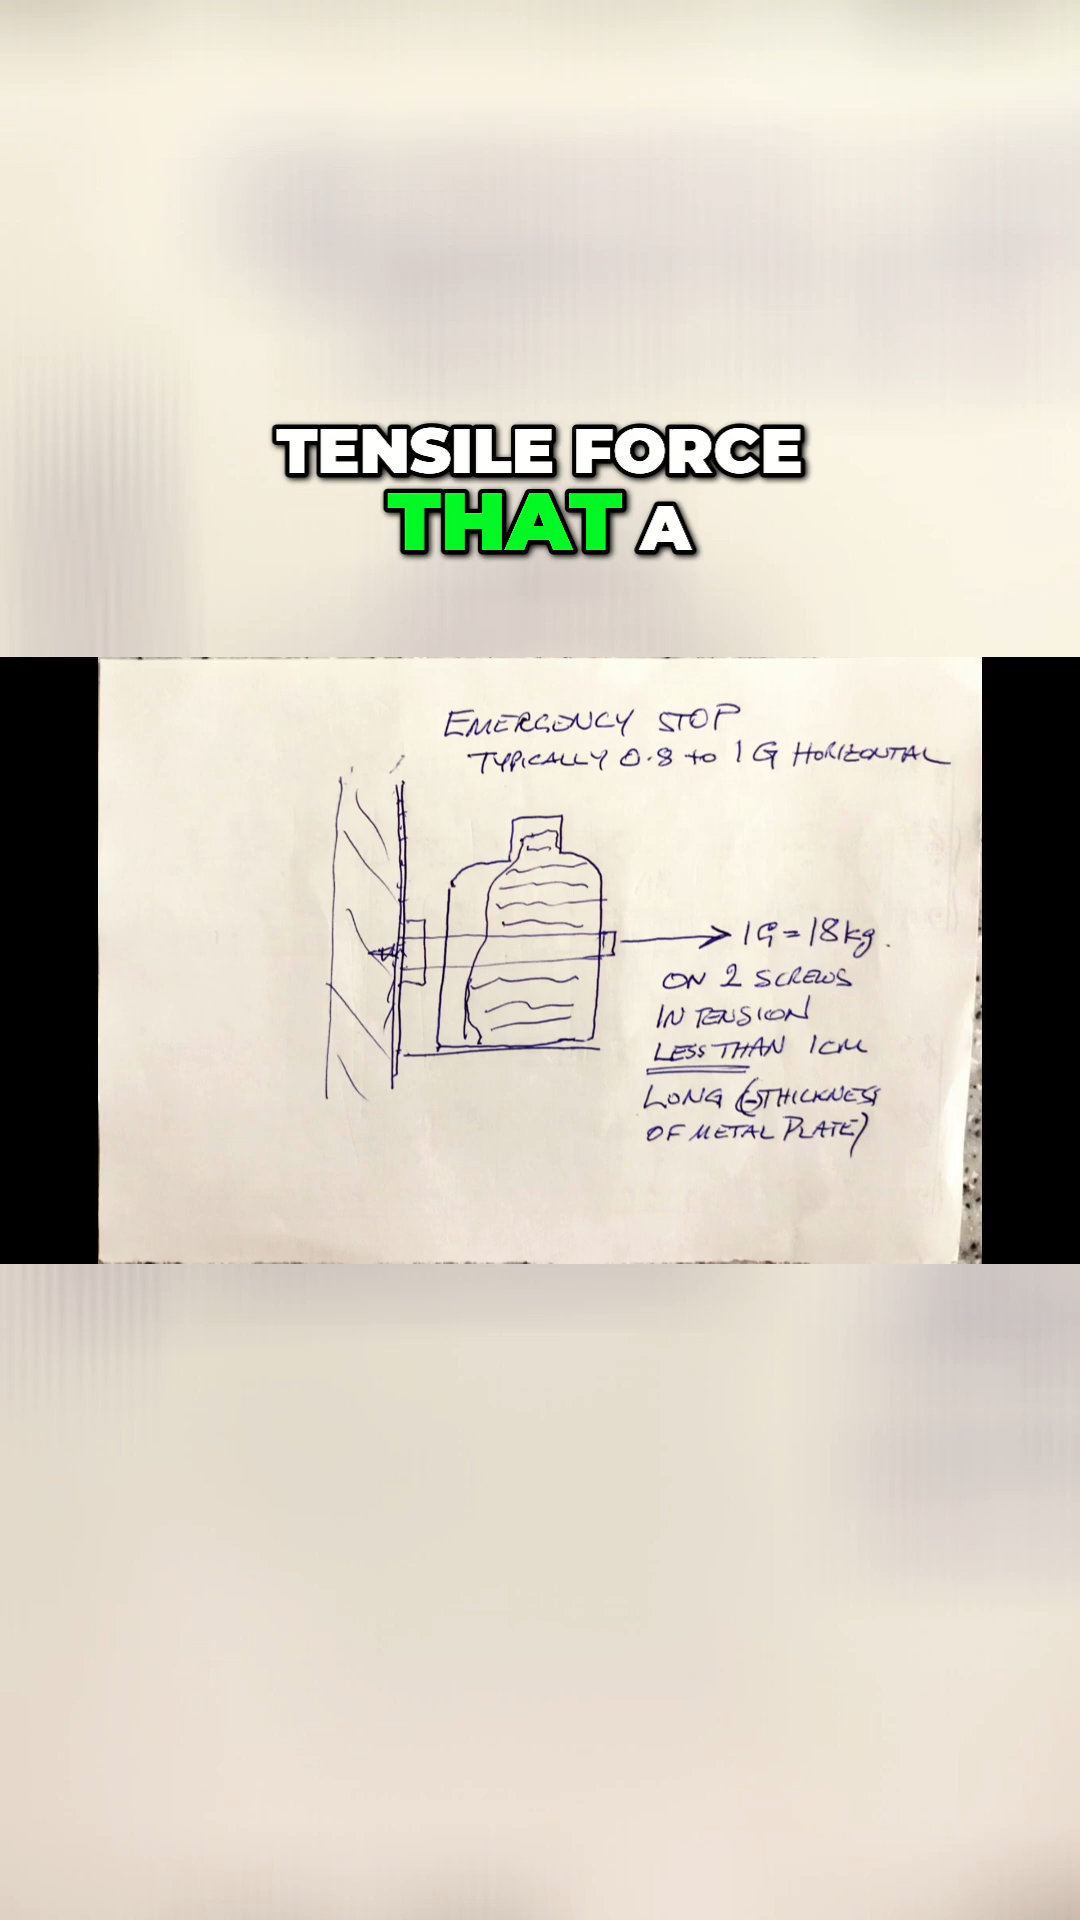 TENSILE FORCE
THAT A
EMERGENCY STOP
TYPICALLY 0.8 to 1G HORIZONTAL
1G = 18kg.
ON 2 SCREWS
IN TENSION
LESS THAN 1CM
LONG (-THICKNESS
OF METAL PLATE)